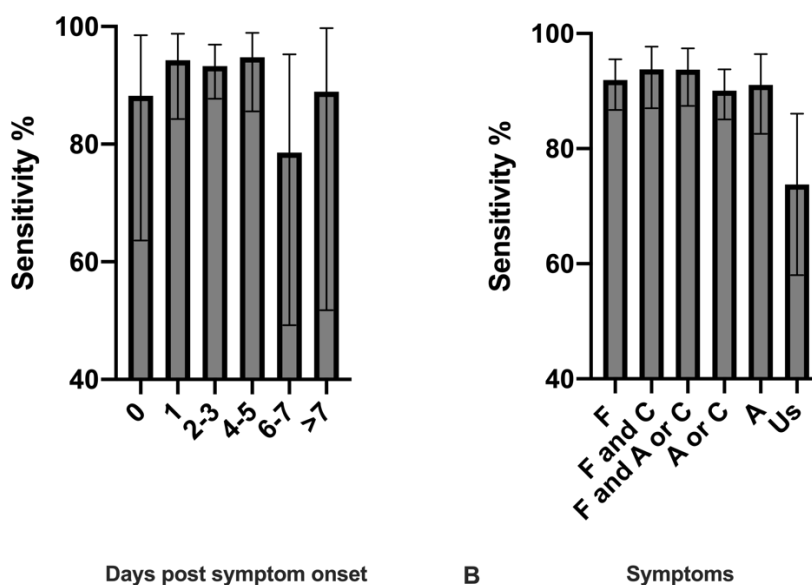 Sensitivity %
100
80
60
40
0
1
2-3
4-5
6-7
>7
Days post symptom onset
B
Sensitivity %
100
80
60
40
F
F and C
F and A or C
A or C
A
Us
Symptoms